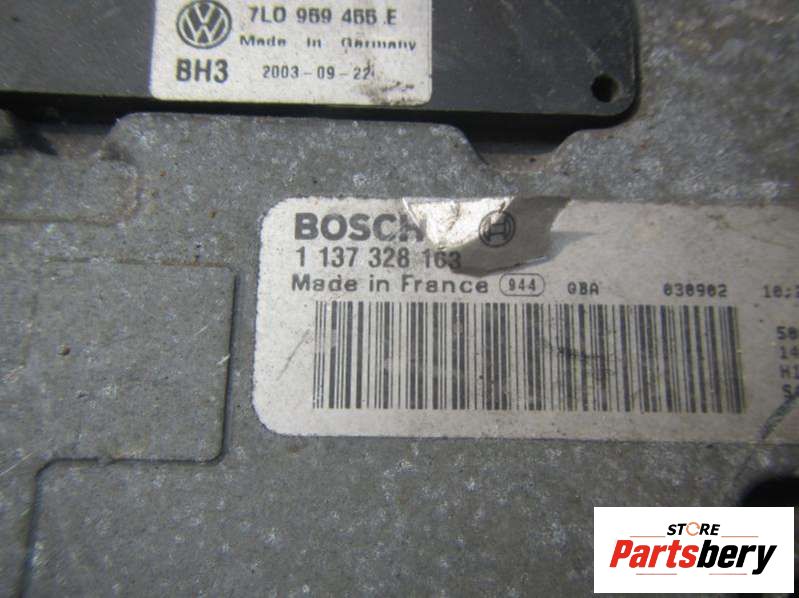 7L0 959 455 E
Made in Germany
BH3 2003-09-22
BOSCH
1 137 328 163
Made in France 944 GBA 030902
STORE
Partsbery